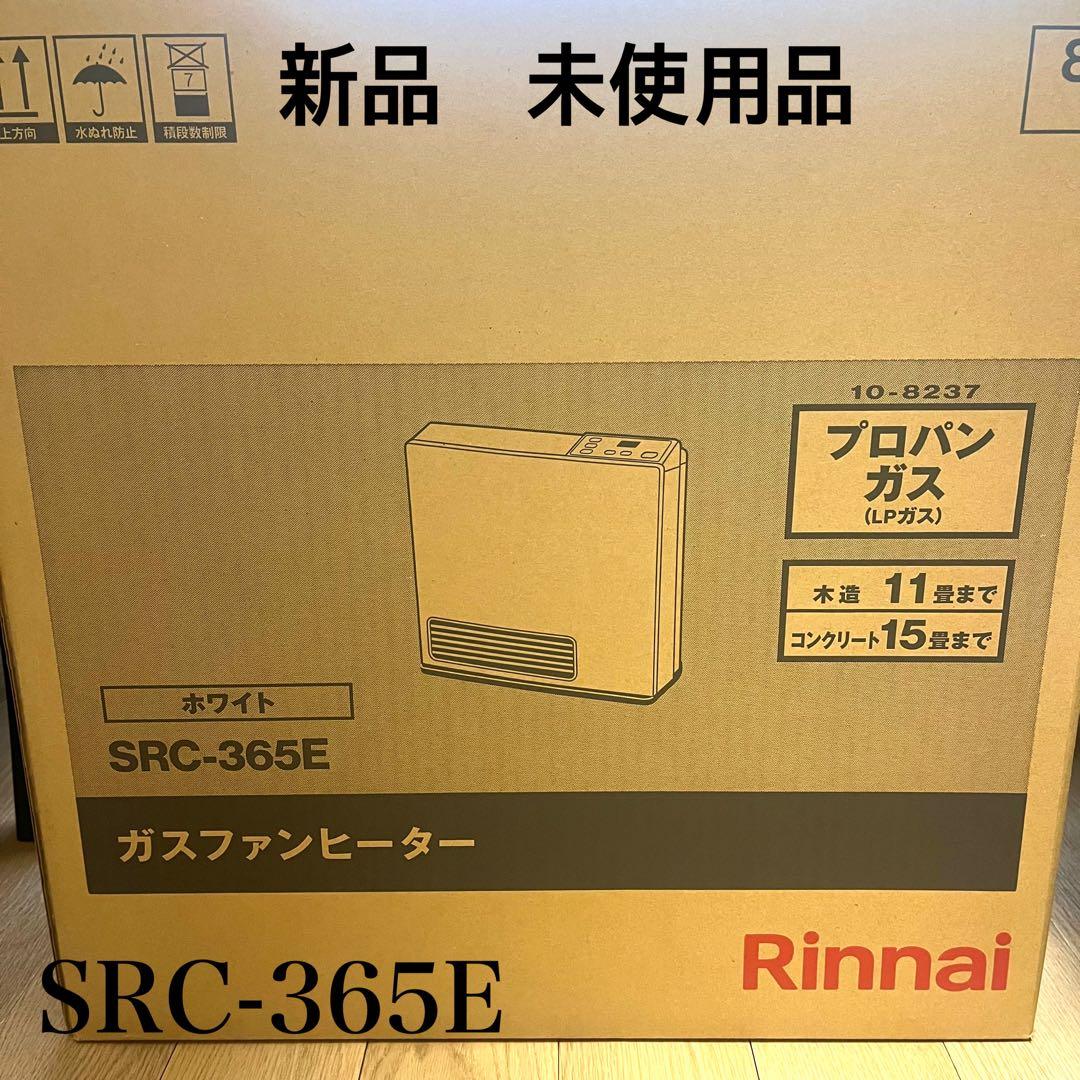 新品　未使用品
上方向
水ぬれ防止
7
積段数制限
10-8237
プロパン
ガス
(LPガス)
木造 11畳まで
コンクリート15畳まで
ホワイト
SRC-365E
ガスファンヒーター
Rinnai
SRC-365E